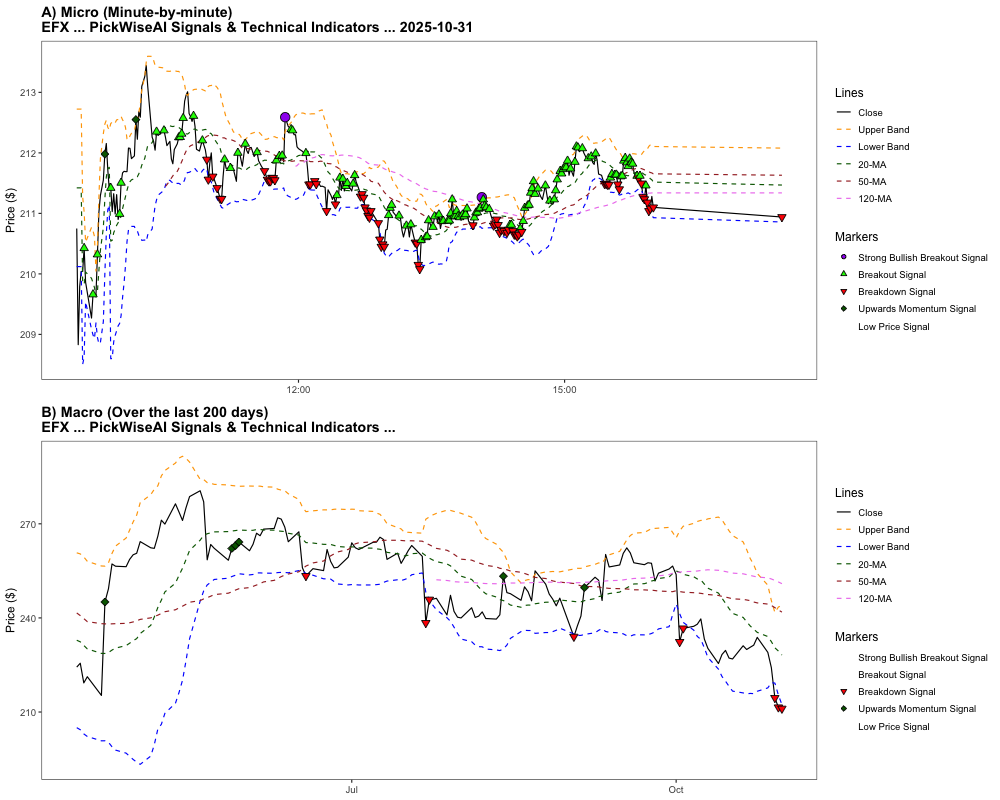 A) Micro (Minute-by-minute)
EFX ... PickWiseAI Signals & Technical Indicators ... 2025-10-31
Price ($)
213
212
211
210
209
12:00
15:00
Lines
Close
Upper Band
Lower Band
20-MA
50-MA
120-MA
Markers
Strong Bullish Breakout Signal
Breakout Signal
Breakdown Signal
Upwards Momentum Signal
Low Price Signal
B) Macro (Over the last 200 days)
EFX ... PickWiseAI Signals & Technical Indicators ...
Price ($)
270
240
210
Jul
Oct
Lines
Close
Upper Band
Lower Band
20-MA
50-MA
120-MA
Markers
Strong Bullish Breakout Signal
Breakout Signal
Breakdown Signal
Upwards Momentum Signal
Low Price Signal